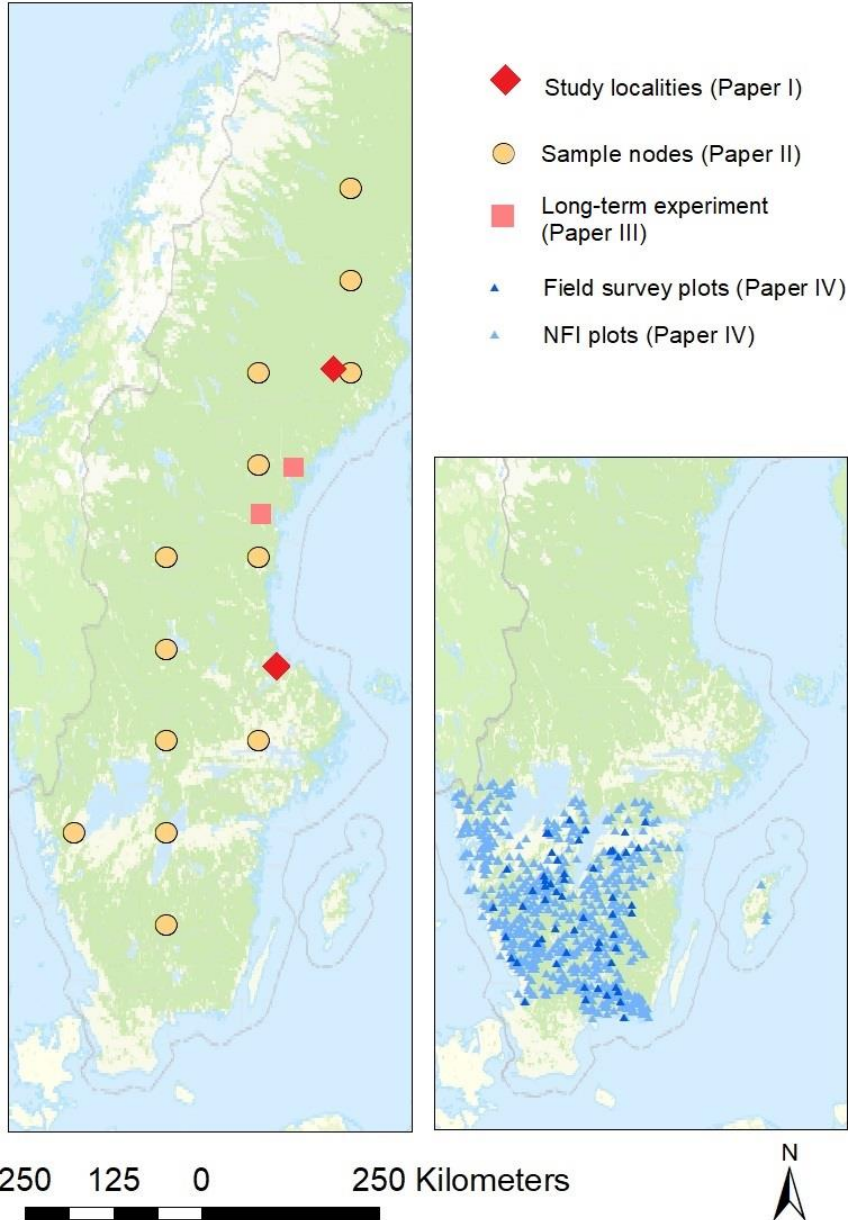 Study localities (Paper I)
Sample nodes (Paper II)
Long-term experiment
(Paper III)
Field survey plots (Paper IV)
NFI plots (Paper IV)
250 125 0 250 Kilometers
N